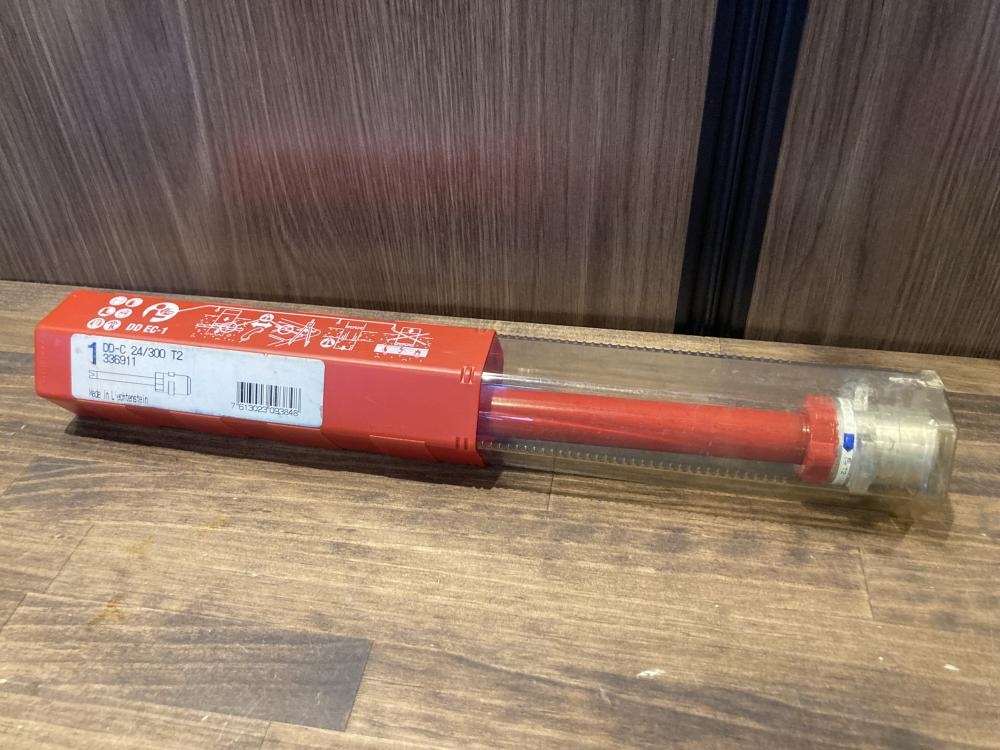 DD EC-1
1 DD-C 24/300 T2
336911
Made in Liechtenstein
7 613023 093848